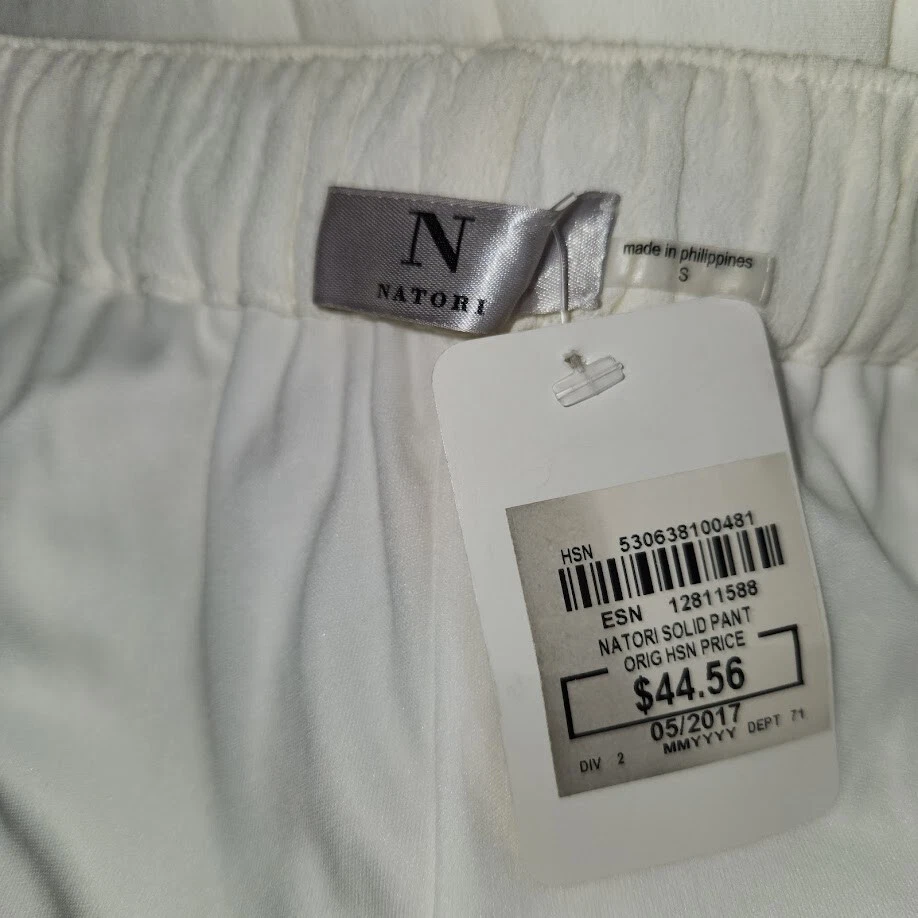 N
NATORI
made in philippines
S
HSN 530638100481
ESN 12811588
NATORI SOLID PANT
ORIG HSN PRICE
$44.56
05/2017
MMYYYY DEPT 71
DIV 2